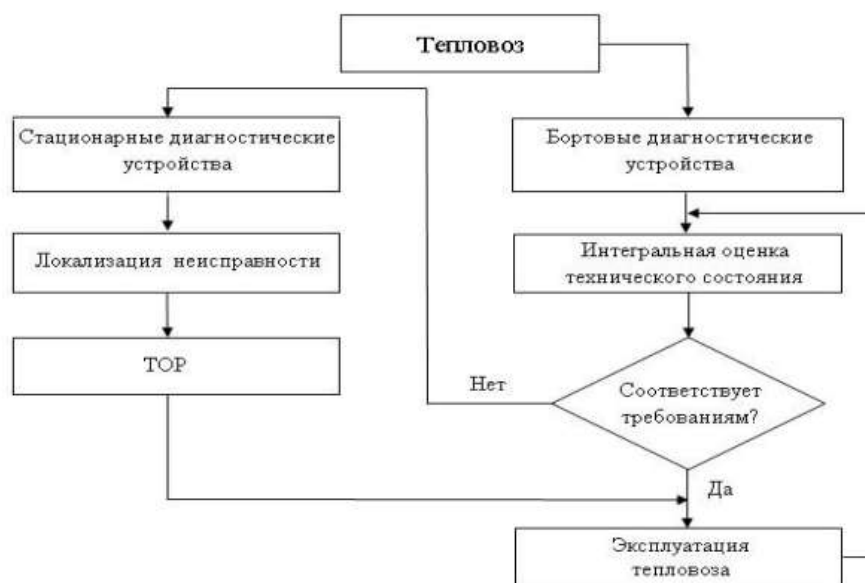 Тепловоз
Стационарные диагностические
устройства
Бортовые диагностические
устройства
Локализация неисправности
Интегральная оценка
технического состояния
ТОР
Нет
Соответствует
требованиям?
Да
Эксплуатация
тепловоза